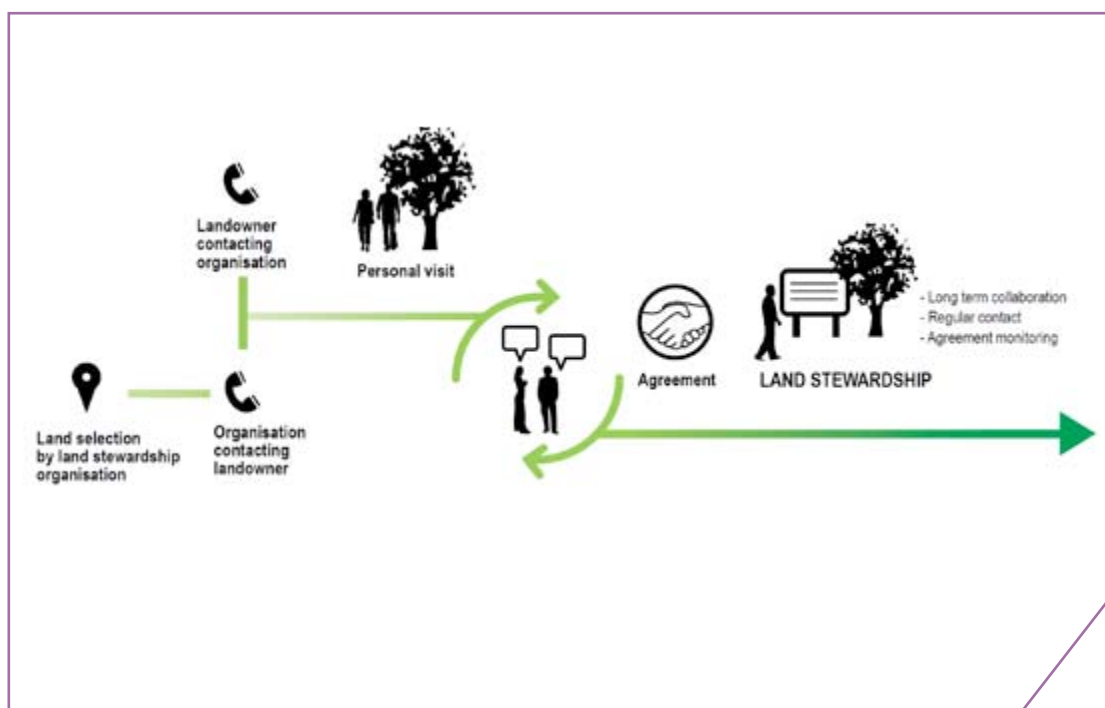 Landowner
contacting
organisation
Personal visit
Land selection
by land stewardship
organisation
Organisation
contacting
landowner
Agreement
LAND STEWARDSHIP
- Long term collaboration
- Regular contact
- Agreement monitoring